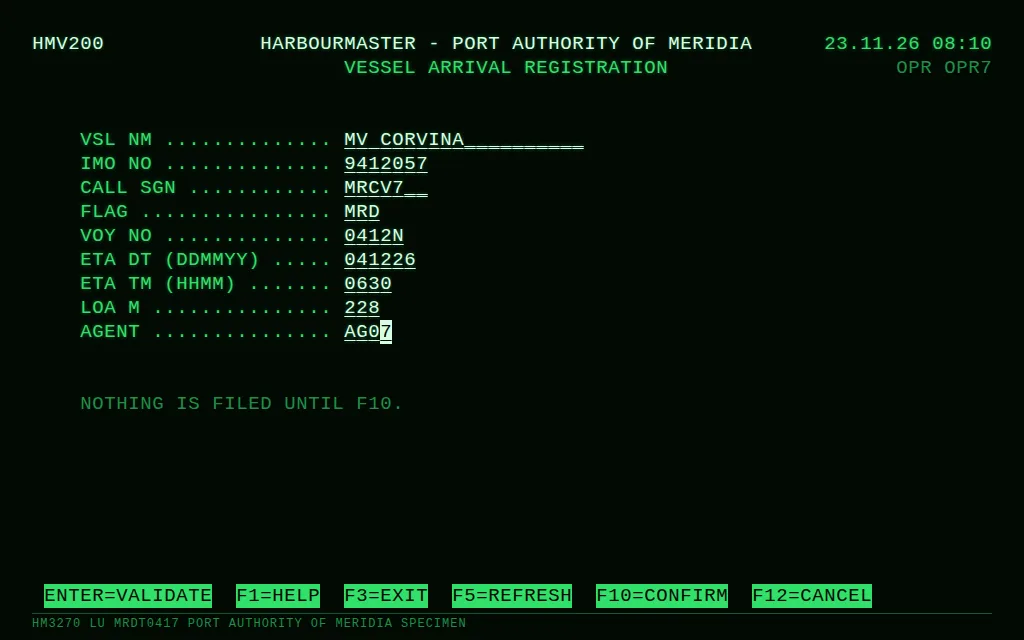 HMV200 HARBOURMASTER - PORT AUTHORITY OF MERIDIA 23.11.26 08:10
VESSEL ARRIVAL REGISTRATION OPR OPR7
VSL NM .............. MV CORVINA__________
IMO NO .............. 9412057
CALL SGN ............ MRCV7__
FLAG ................ MRD
VOY NO .............. 0412N
ETA DT (DDMMYY) ..... 041226
ETA TM (HHMM) ....... 0630
LOA M ............... 228
AGENT ............... AG07
NOTHING IS FILED UNTIL F10.
ENTER=VALIDATE F1=HELP F3=EXIT F5=REFRESH F10=CONFIRM F12=CANCEL
HM3270 LU MRDT0417 PORT AUTHORITY OF MERIDIA SPECIMEN